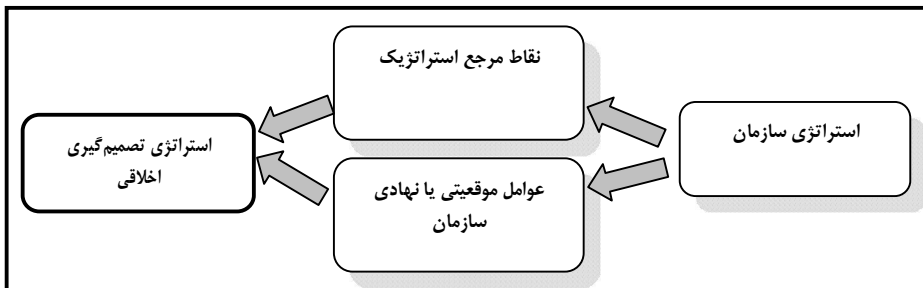 استراتژی سازمان
نقاط مرجع استراتژیک
عوامل موقعیتی یا نهادی
سازمان
استراتژی تصمیم‌گیری
اخلاقی